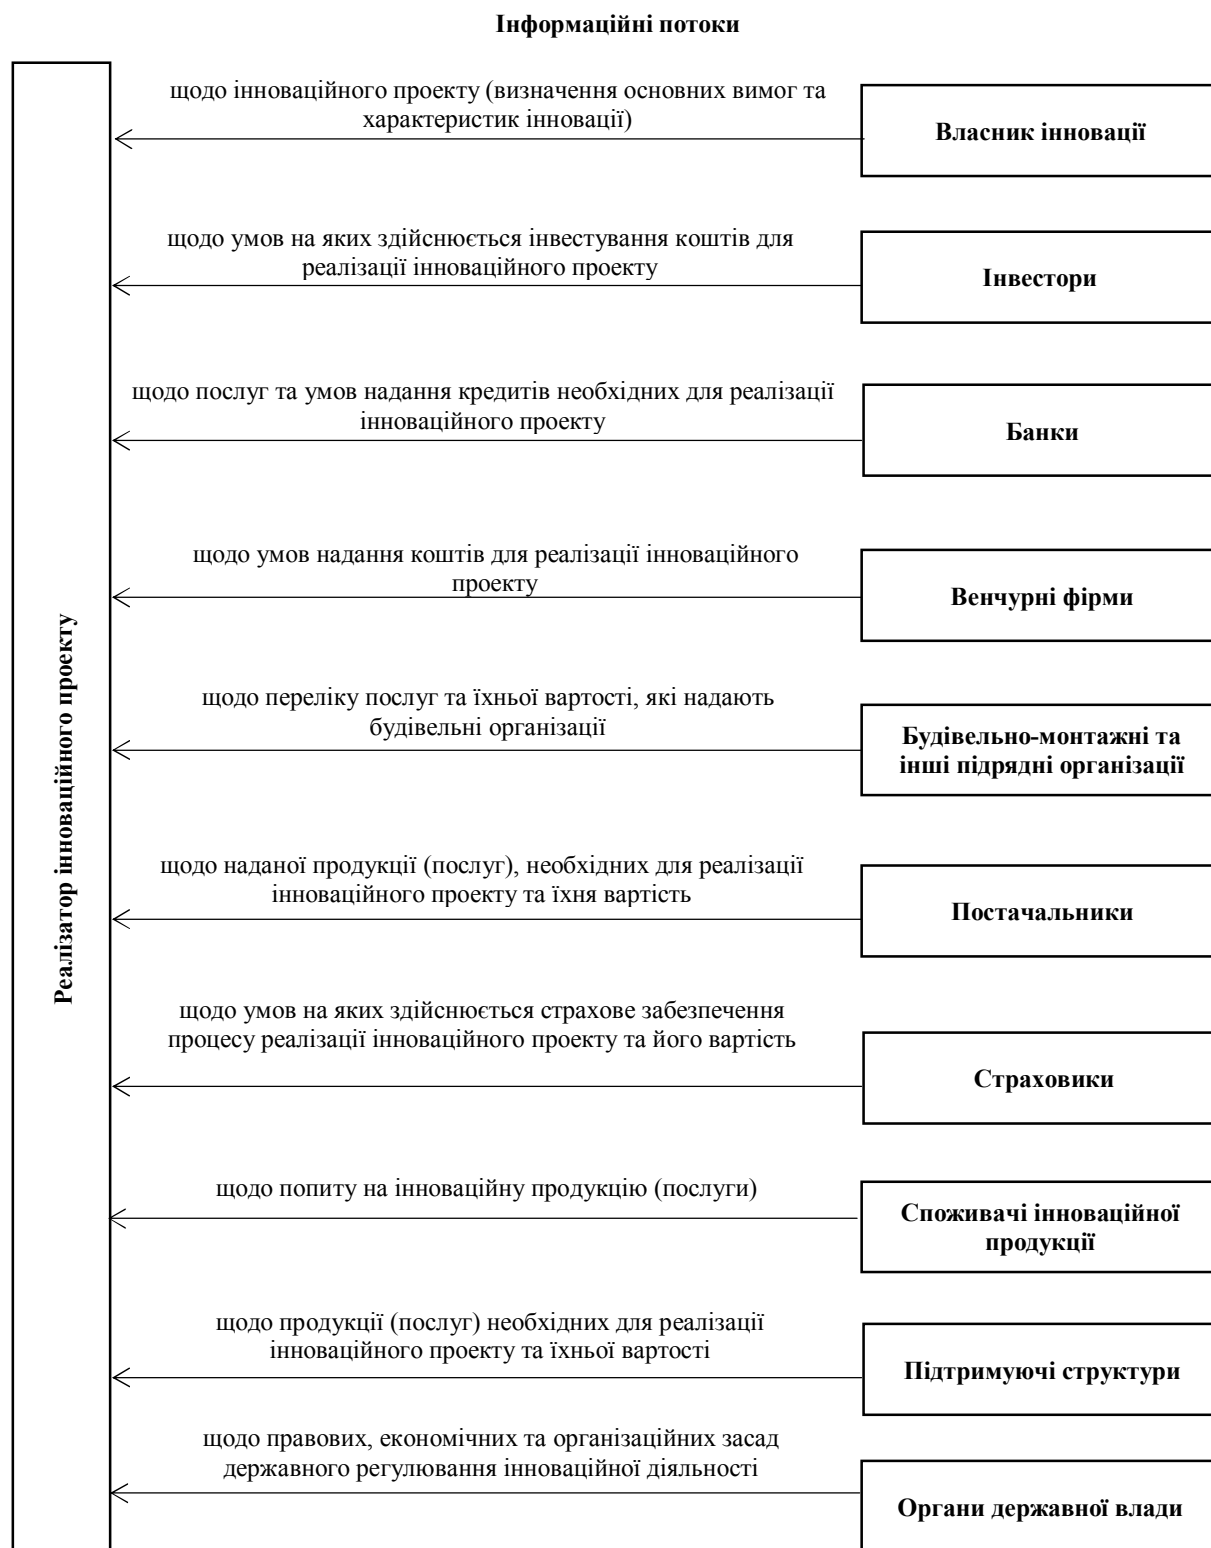 Інформаційні потоки
Реалізатор інноваційного проекту
щодо інноваційного проекту (визначення основних вимог та
характеристик інновації)
Власник інновації
щодо умов на яких здійснюється інвестування коштів для
реалізації інноваційного проекту
Інвестори
щодо послуг та умов надання кредитів необхідних для реалізації
інноваційного проекту
Банки
щодо умов надання коштів для реалізації інноваційного
проекту
Венчурні фірми
щодо переліку послуг та їхньої вартості, які надають
будівельні організації
Будівельно-монтажні та
інші підрядні організації
щодо наданої продукції (послуг), необхідних для реалізації
інноваційного проекту та їхня вартість
Постачальники
щодо умов на яких здійснюється страхове забезпечення
процесу реалізації інноваційного проекту та його вартість
Страховики
щодо попиту на інноваційну продукцію (послуги)
Споживачі інноваційної
продукції
щодо продукції (послуг) необхідних для реалізації
інноваційного проекту та їхньої вартості
Підтримуючі структури
щодо правових, економічних та організаційних засад
державного регулювання інноваційної діяльності
Органи державної влади